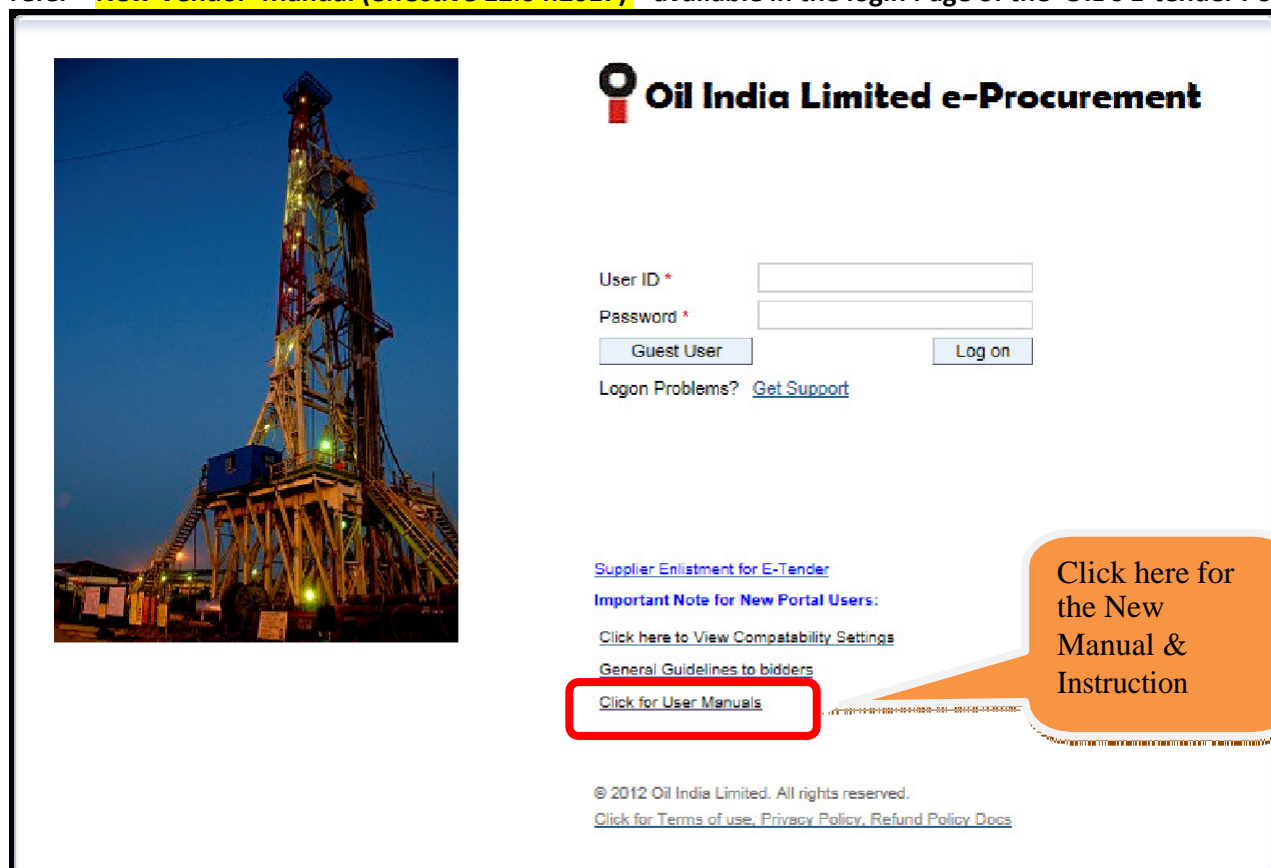 Oil India Limited e-Procurement
User ID *
Password *
Guest User
Log on
Logon Problems? Get Support
Supplier Enlistment for E-Tender
Important Note for New Portal Users:
Click here to View Compatability Settings
General Guidelines to bidders
Click for User Manuals
Click here for
the New
Manual &
Instruction
© 2012 Oil India Limited. All rights reserved.
Click for Terms of use, Privacy Policy, Refund Policy Docs